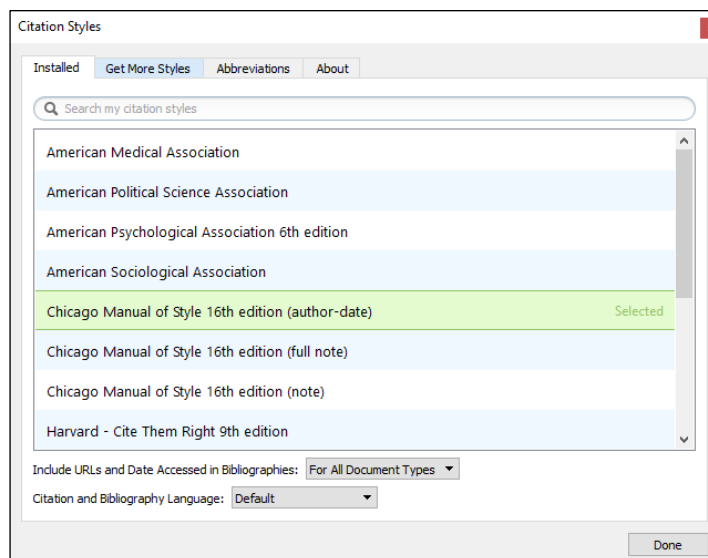 Citation Styles
Installed Get More Styles Abbreviations About
Search my citation styles
American Medical Association
American Political Science Association
American Psychological Association 6th edition
American Sociological Association
Chicago Manual of Style 16th edition (author-date) Selected
Chicago Manual of Style 16th edition (full note)
Chicago Manual of Style 16th edition (note)
Harvard - Cite Them Right 9th edition
Include URLs and Date Accessed in Bibliographies: For All Document Types
Citation and Bibliography Language: Default
Done